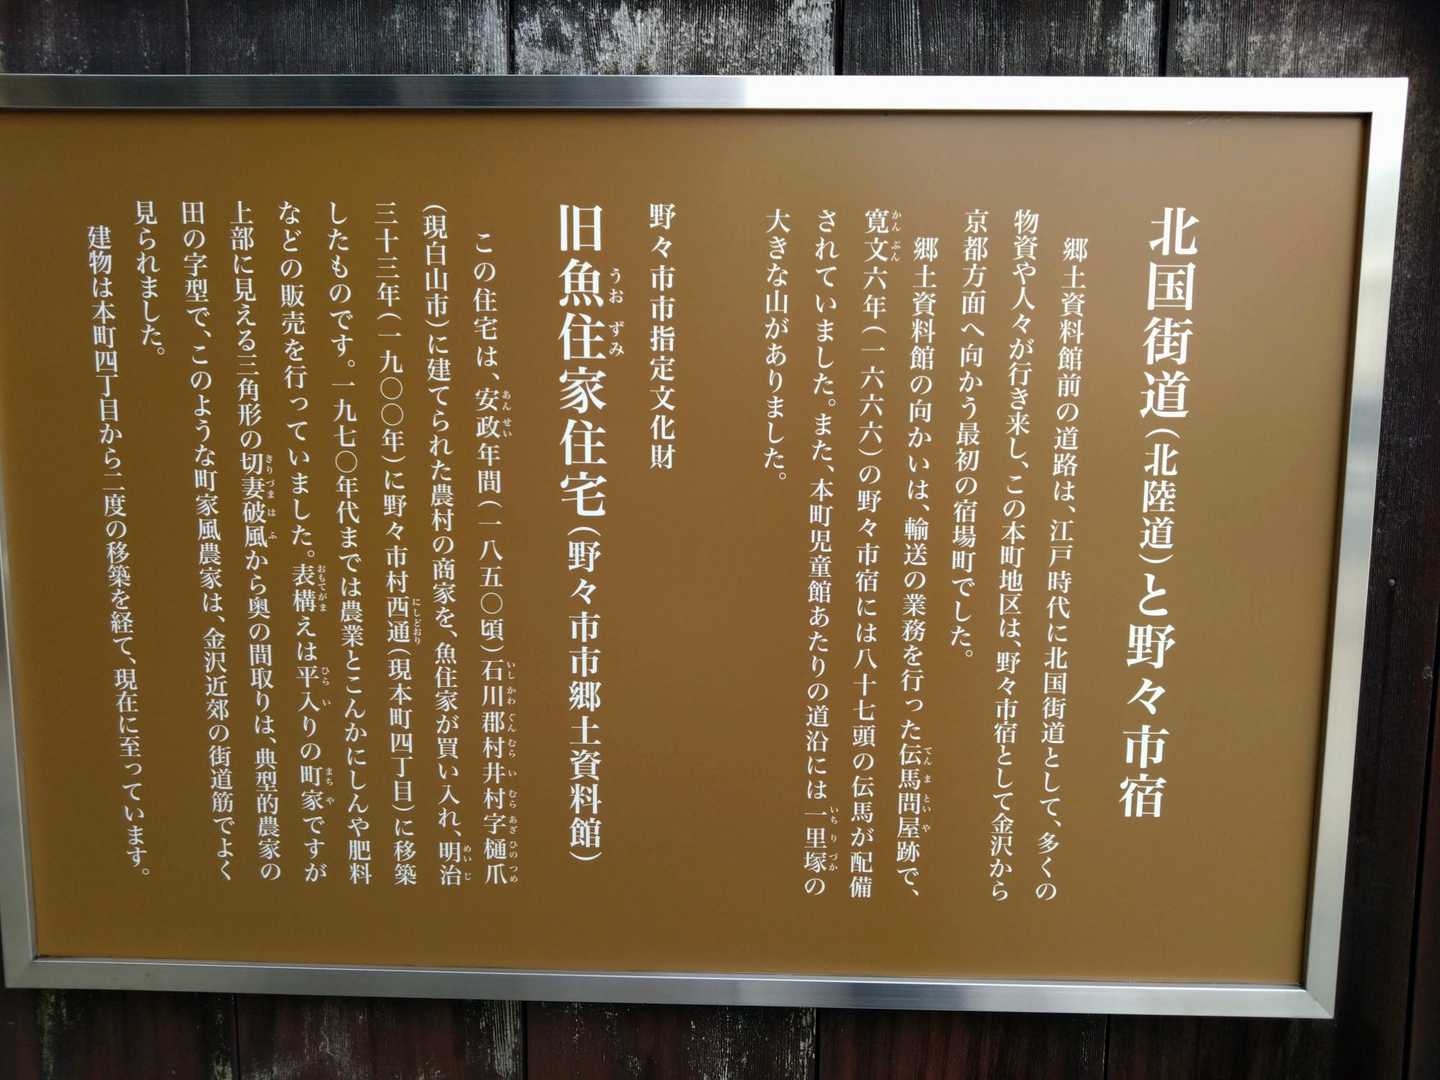 北国街道（北陸道）と野々市宿
郷土資料館前の道路は、江戸時代に北国街道として、多くの
物資や人々が行き来し、この本町地区は、野々市宿として金沢から
京都方面へ向かう最初の宿場町でした。
郷土資料館の向かいは、輸送の業務を行った伝馬問屋跡で、
寛文六年（一六六六）の野々市宿には八十七頭の伝馬が配備
されていました。また、本町児童館あたりの道沿には一里塚の
大きな山がありました。
野々市市指定文化財
旧魚住家住宅（野々市市郷土資料館）
この住宅は、安政年間（一八五〇頃）石川郡村井村字樋爪
（現白山市）に建てられた農村の商家を、魚住家が買い入れ、明治
三十三年（一九〇〇年）に野々市村西通（現本町四丁目）に移築
したものです。一九七〇年代までは農業とこんかにしんや肥料
などの販売を行っていました。表構えは平入りの町家ですが
上部に見える三角形の切妻破風から奥の間取りは、典型的農家の
田の字型で、このような町家風農家は、金沢近郊の街道筋でよく
見られました。
建物は本町四丁目から二度の移築を経て、現在に至っています。